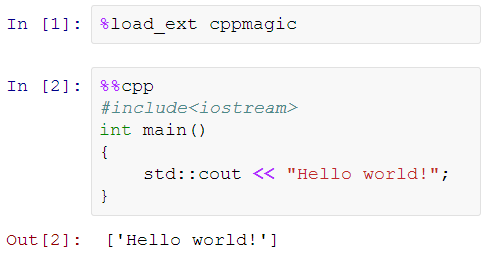 In [1]: %load_ext cppmagic
In [2]: %%cpp
#include<iostream>
int main()
{
    std::cout << "Hello world!";
}
Out[2]: ['Hello world!']